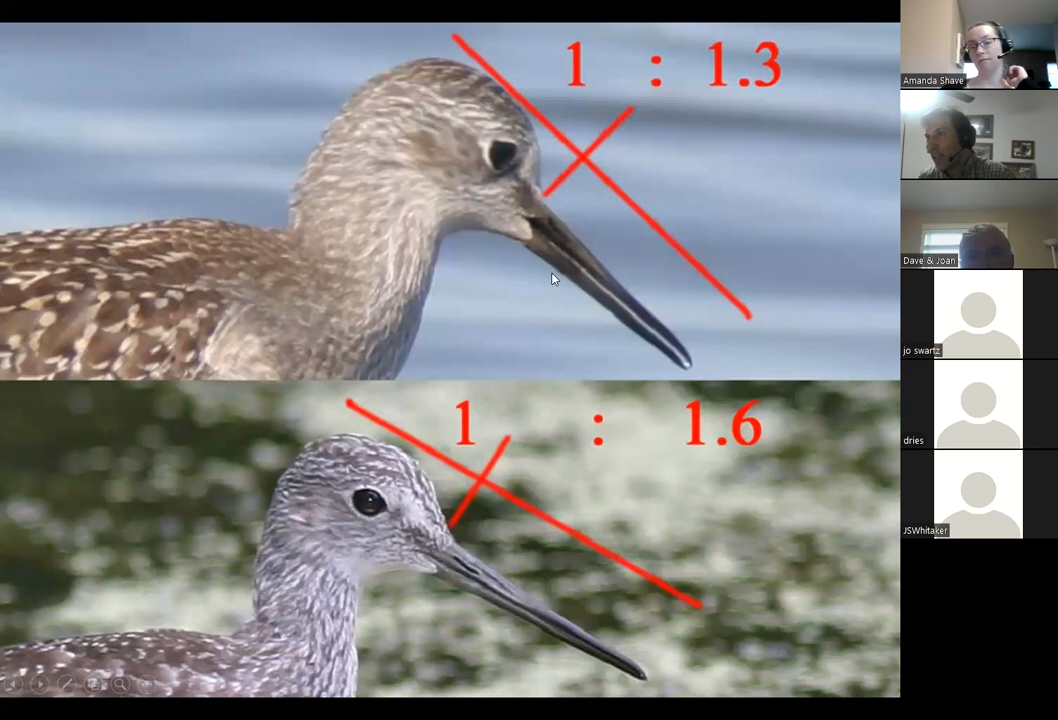 1 : 1.3
1 : 1.6
Amanda Shave
Dave & Joan
jo swartz
dries
JSWhitaker